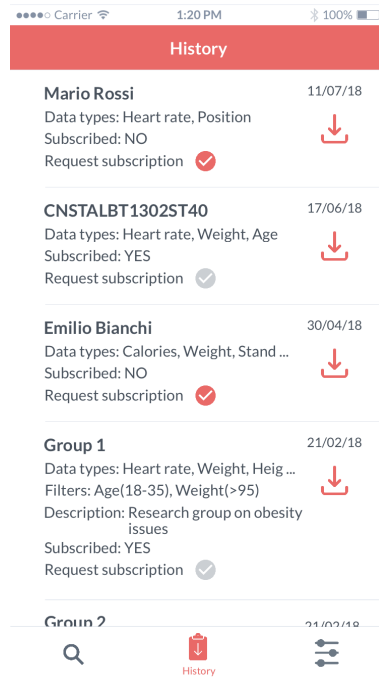 Carrier 1:20 PM 100%
History
Mario Rossi 11/07/18
Data types: Heart rate, Position
Subscribed: NO
Request subscription
CNSTALBT1302ST40 17/06/18
Data types: Heart rate, Weight, Age
Subscribed: YES
Request subscription
Emilio Bianchi 30/04/18
Data types: Calories, Weight, Stand ...
Subscribed: NO
Request subscription
Group 1 21/02/18
Data types: Heart rate, Weight, Heig ...
Filters: Age(18-35), Weight(>95)
Description: Research group on obesity
issues
Subscribed: YES
Request subscription
Group 2 21/02/18
History